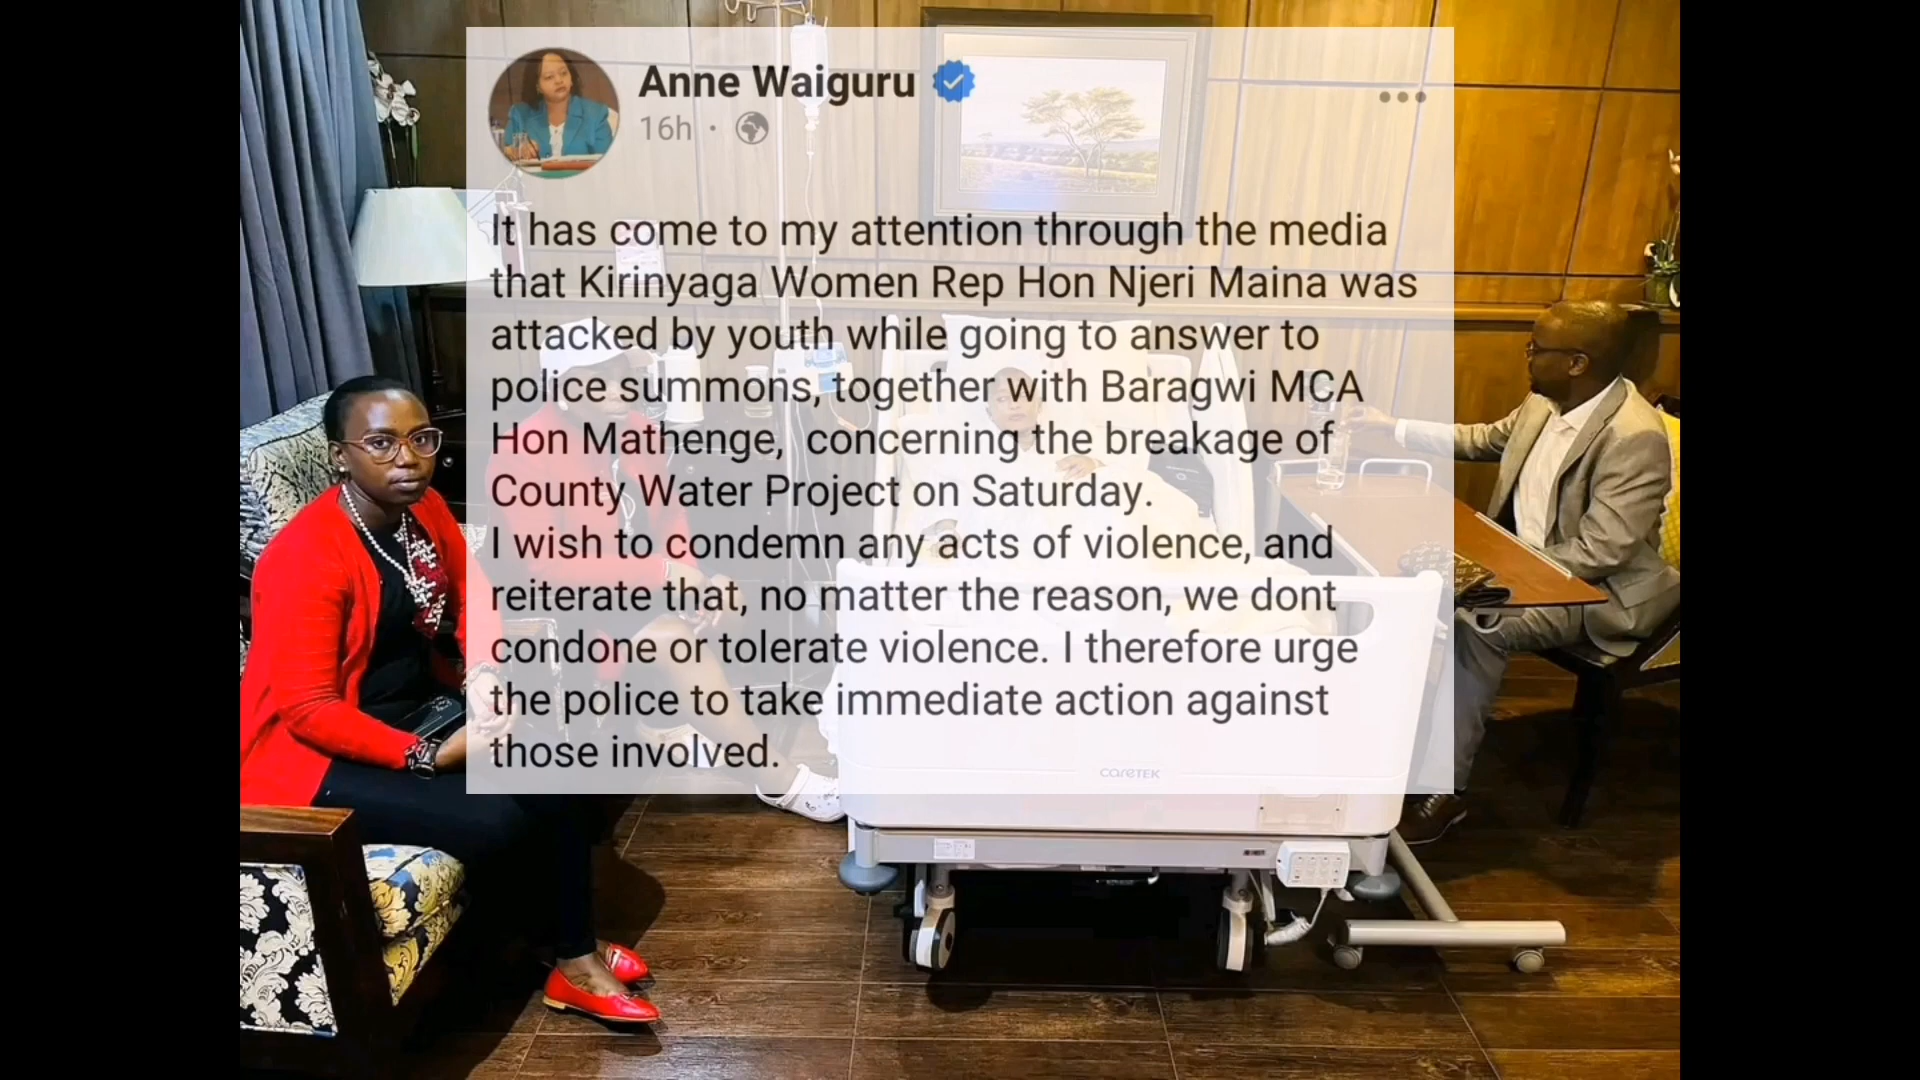 Anne Waiguru
16h ·
It has come to my attention through the media
that Kirinyaga Women Rep Hon Njeri Maina was
attacked by youth while going to answer to
police summons, together with Baragwi MCA
Hon Mathenge, concerning the breakage of
County Water Project on Saturday.
I wish to condemn any acts of violence, and
reiterate that, no matter the reason, we dont
condone or tolerate violence. I therefore urge
the police to take immediate action against
those involved.
CareTEK